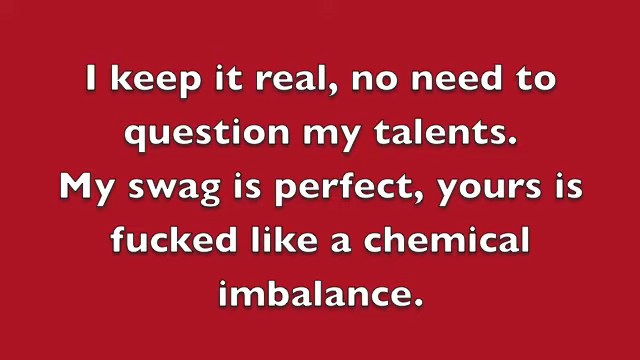 I keep it real, no need to
question my talents.
My swag is perfect, yours is
fucked like a chemical
imbalance.